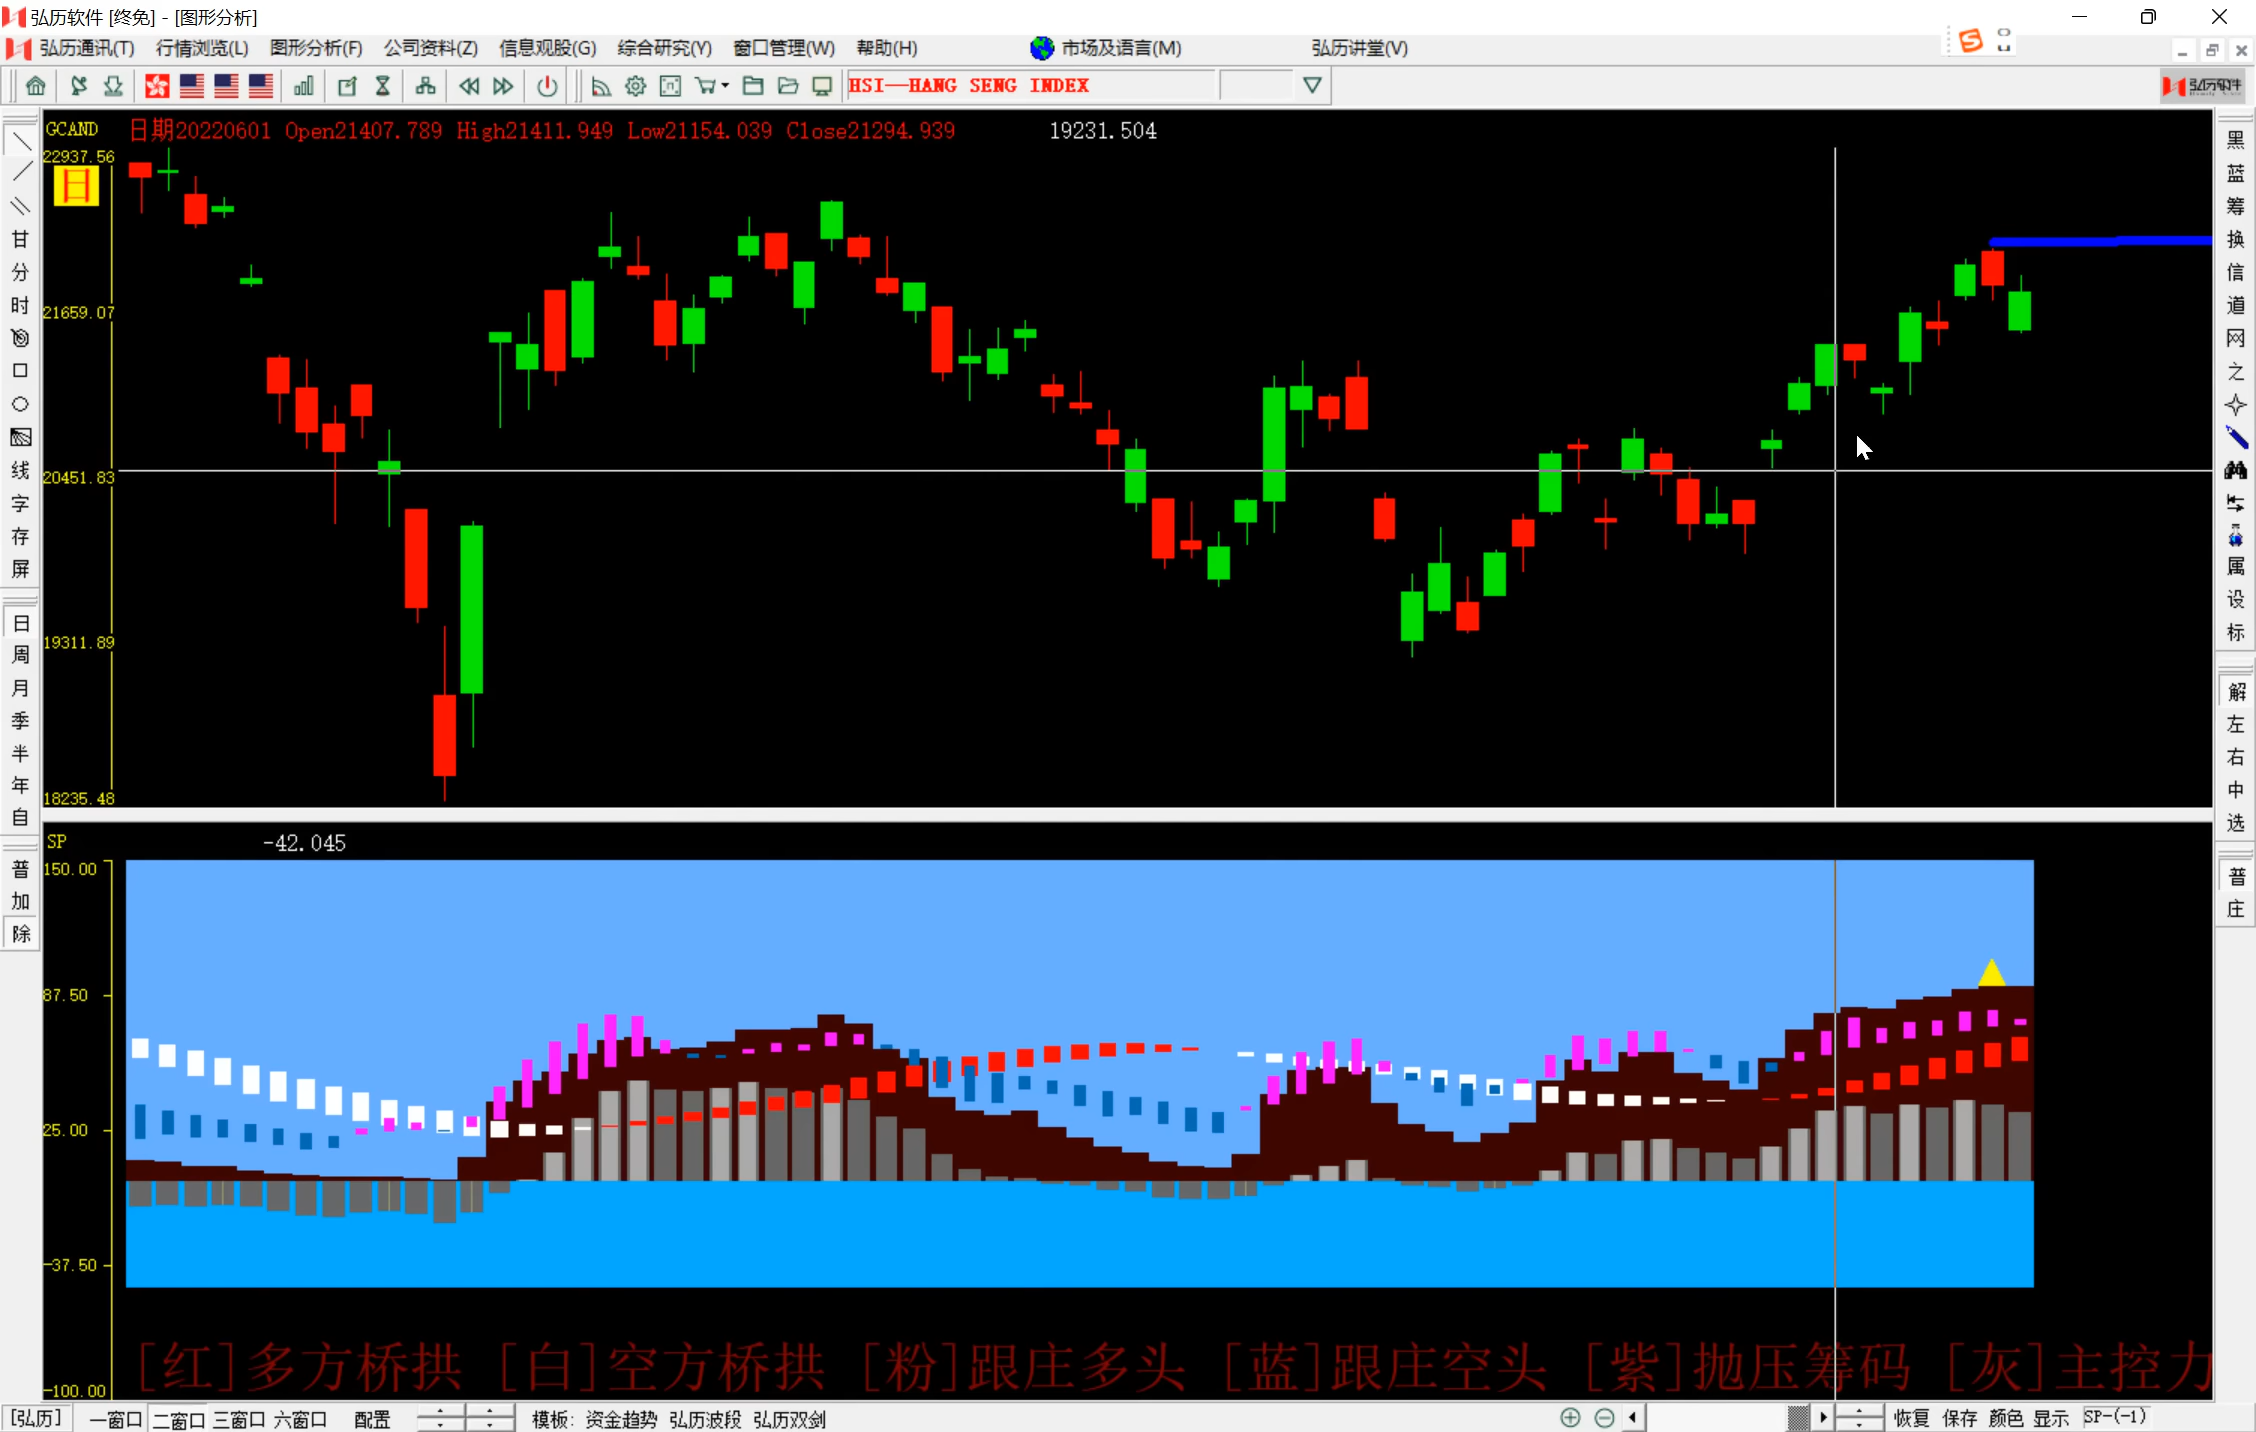 弘历软件 [终免] - [图形分析]
弘历通讯(T) 行情浏览(L) 图形分析(F) 公司资料(Z) 信息观股(G) 综合研究(Y) 窗口管理(W) 帮助(H) 市场及语言(M) 弘历讲堂(V)
HSI——HANG SENG INDEX
弘历软件
GCAND 日期20220601 Open21407.789 High21411.949 Low21154.039 Close21294.939 19231.504
22937.56
日
21659.07
20451.83
19311.89
18235.48
甘
分
时
线
字
存
屏
日
周
月
季
半
年
自
普
加
除
黑
蓝
筹
换
信
道
网
之
属
设
标
解
左
右
中
选
普
庄
SP -42.045
150.00
87.50
25.00
-37.50
-100.00
[红]多方桥拱 [白]空方桥拱 [粉]跟庄多头 [蓝]跟庄空头 [紫]抛压筹码 [灰]主控力
[弘历] 一窗口 二窗口 三窗口 六窗口 配置 模板: 资金趋势 弘历波段 弘历双剑 恢复 保存 颜色 显示 SP-(-1)